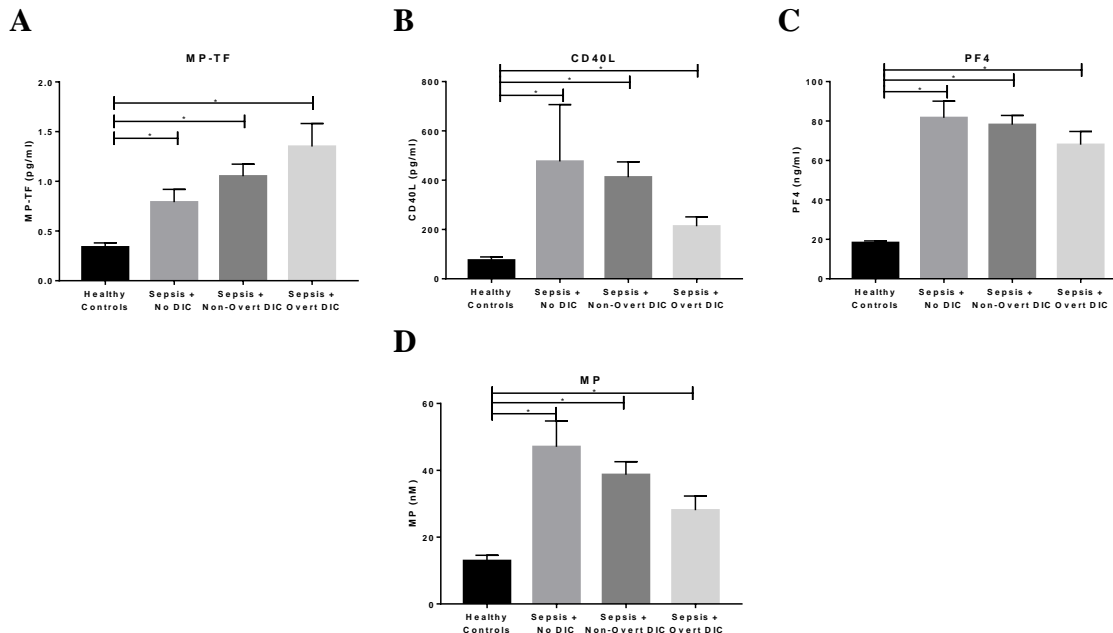 A
MP-TF
2.0
1.5
1.0
0.5
0.0
MP-TF (pg/ml)
*
*
*
Healthy Controls
Sepsis + No DIC
Sepsis + Non-Overt DIC
Sepsis + Overt DIC
B
CD40L
800
600
400
200
0
CD40L (pg/ml)
*
*
*
Healthy Controls
Sepsis + No DIC
Sepsis + Non-Overt DIC
Sepsis + Overt DIC
C
PF4
100
80
60
40
20
0
PF4 (ng/ml)
*
*
*
Healthy Controls
Sepsis + No DIC
Sepsis + Non-Overt DIC
Sepsis + Overt DIC
D
MP
60
40
20
0
MP (nM)
*
*
*
Healthy Controls
Sepsis + No DIC
Sepsis + Non-Overt DIC
Sepsis + Overt DIC